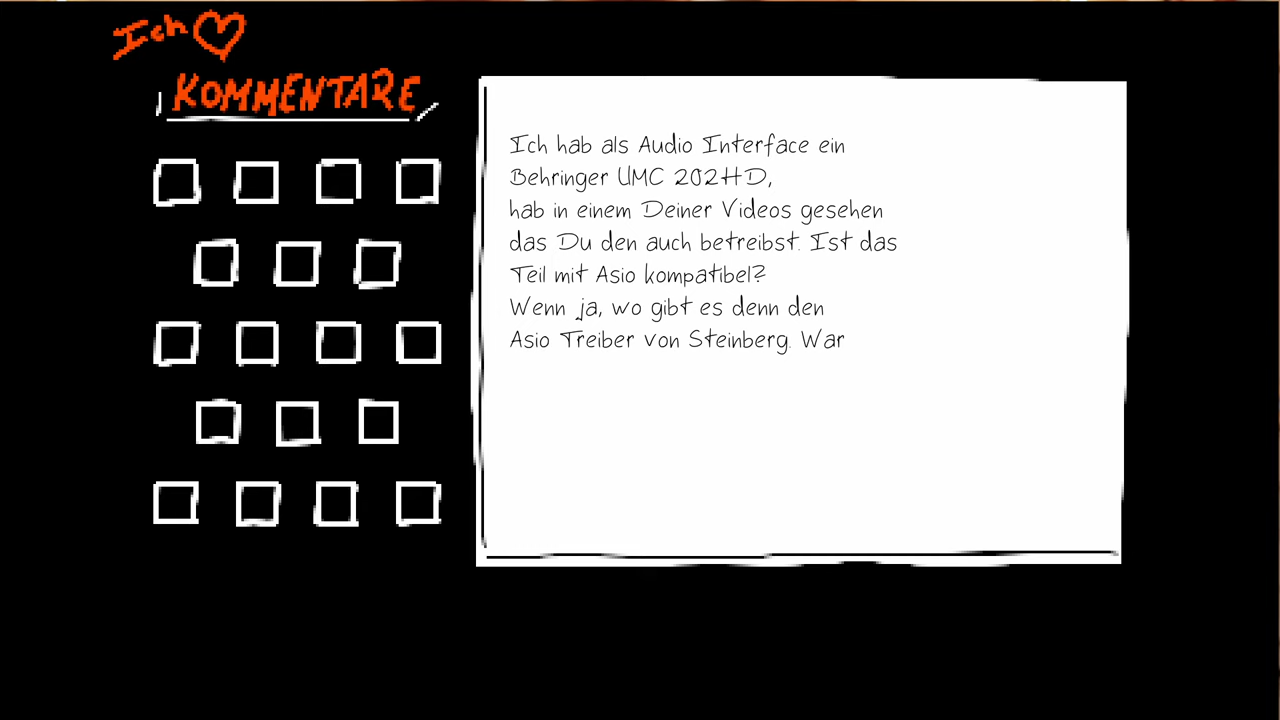 Ich
KOMMENTARE
Ich hab als Audio Interface ein
Behringer UMC 202HD,
hab in einem Deiner Videos gesehen
das Du den auch betreibst. Ist das
Teil mit Asio kompatibel?
Wenn ja, wo gibt es denn den
Asio Treiber von Steinberg. War